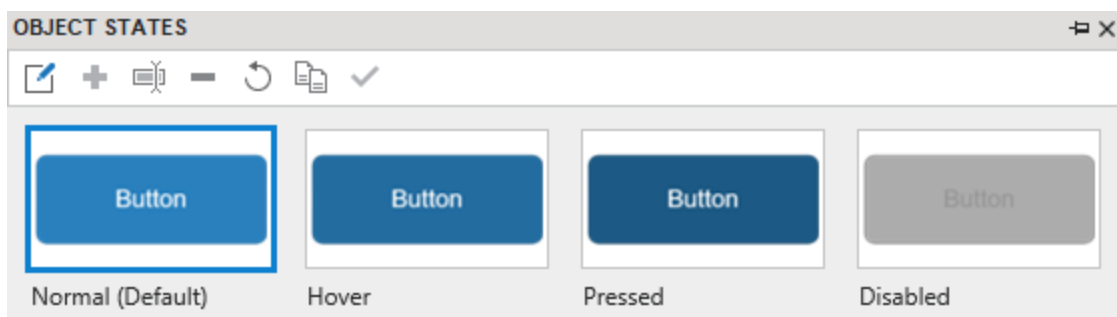 OBJECT STATES
Button Button Button Button
Normal (Default) Hover Pressed Disabled